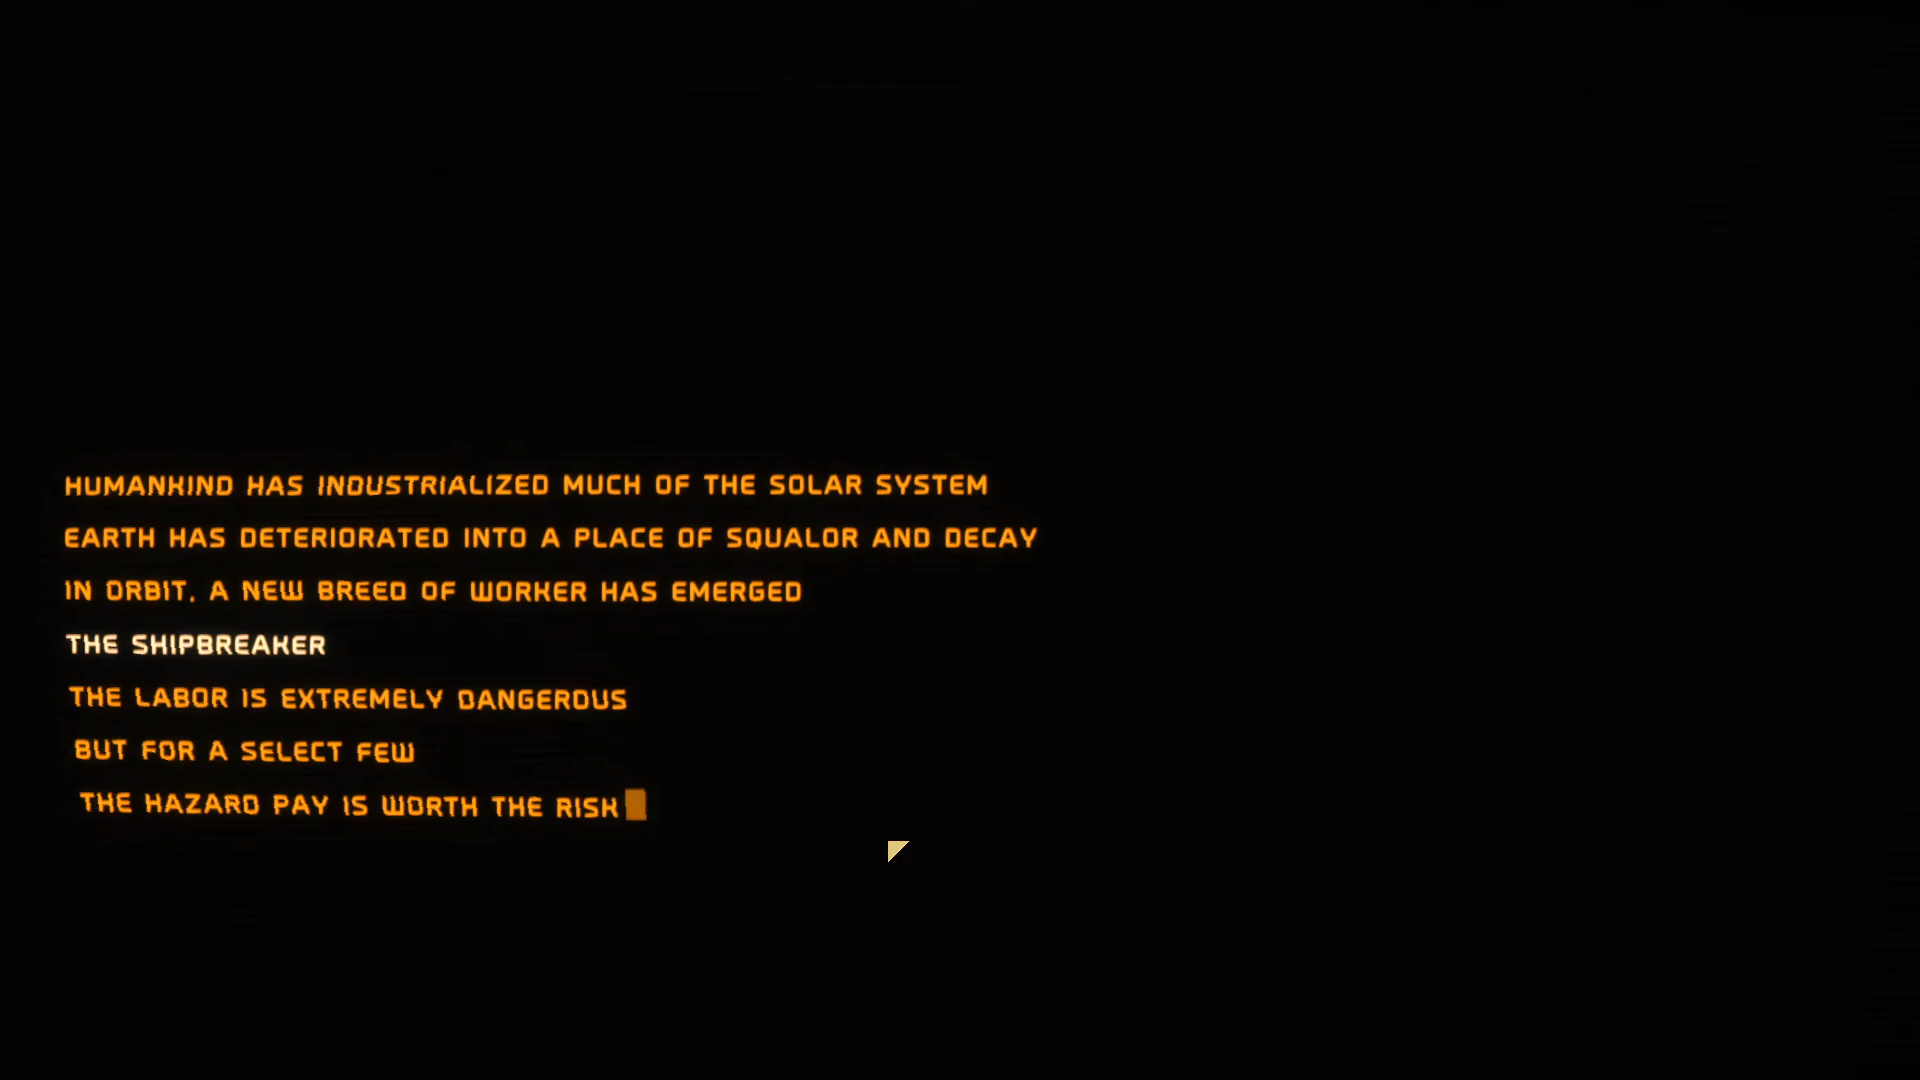 HUMANKIND HAS INDUSTRIALIZED MUCH OF THE SOLAR SYSTEM
EARTH HAS DETERIORATED INTO A PLACE OF SQUALOR AND DECAY
IN ORBIT, A NEW BREED OF WORKER HAS EMERGED
THE SHIPBREAKER
THE LABOR IS EXTREMELY DANGEROUS
BUT FOR A SELECT FEW
THE HAZARD PAY IS WORTH THE RISK